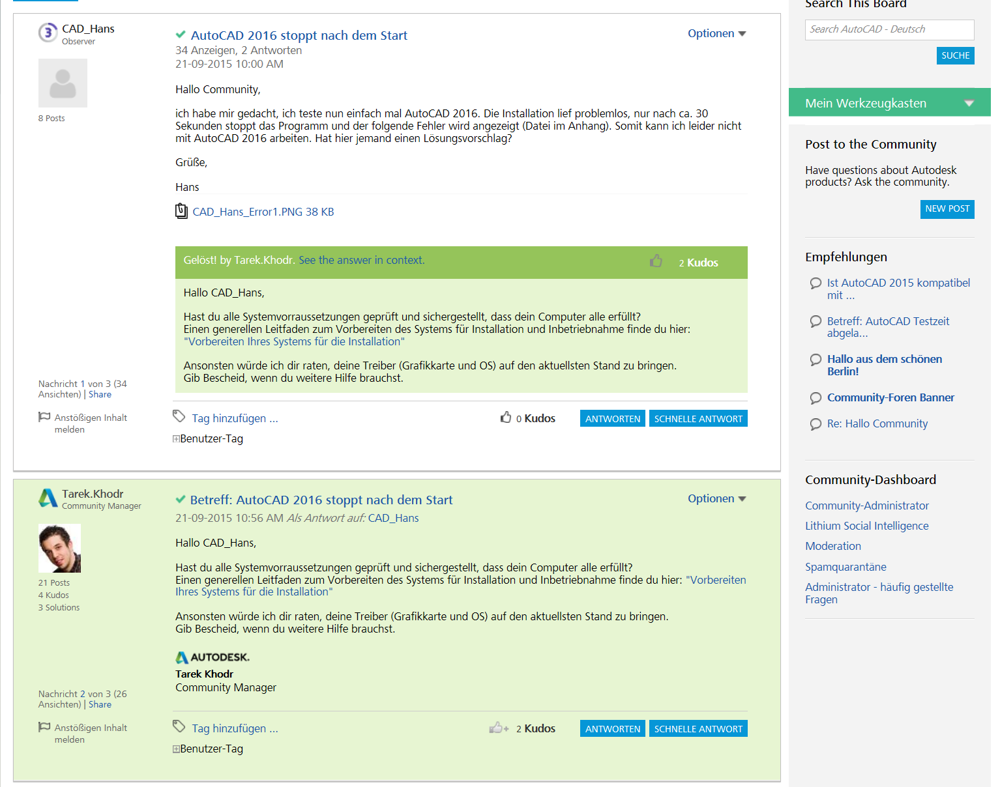 CAD_Hans
Observer
8 Posts
Nachricht 1 von 3 (34
Ansichten) | Share
Anstößigen Inhalt
melden
AutoCAD 2016 stoppt nach dem Start
Optionen
34 Anzeigen, 2 Antworten
21-09-2015 10:00 AM
Hallo Community,
ich habe mir gedacht, ich teste nun einfach mal AutoCAD 2016. Die Installation lief problemlos, nur nach ca. 30
Sekunden stoppt das Programm und der folgende Fehler wird angezeigt (Datei im Anhang). Somit kann ich leider nicht
mit AutoCAD 2016 arbeiten. Hat hier jemand einen Lösungsvorschlag?
Grüße,
Hans
CAD_Hans_Error1.PNG 38 KB
Gelöst! by Tarek.Khodr. See the answer in context.
2 Kudos
Hallo CAD_Hans,
Hast du alle Systemvorraussetzungen geprüft und sichergestellt, dass dein Computer alle erfüllt?
Einen generellen Leitfaden zum Vorbereiten des Systems für Installation und Inbetriebnahme finde du hier:
"Vorbereiten Ihres Systems für die Installation"
Ansonsten würde ich dir raten, deine Treiber (Grafikkarte und OS) auf den aktuellsten Stand zu bringen.
Gib Bescheid, wenn du weitere Hilfe brauchst.
Tag hinzufügen ...
0 Kudos
ANTWORTEN
SCHNELLE ANTWORT
Benutzer-Tag
Tarek.Khodr
Community Manager
21 Posts
4 Kudos
3 Solutions
Nachricht 2 von 3 (26
Ansichten) | Share
Anstößigen Inhalt
melden
Betreff: AutoCAD 2016 stoppt nach dem Start
Optionen
21-09-2015 10:56 AM Als Antwort auf: CAD_Hans
Hallo CAD_Hans,
Hast du alle Systemvorraussetzungen geprüft und sichergestellt, dass dein Computer alle erfüllt?
Einen generellen Leitfaden zum Vorbereiten des Systems für Installation und Inbetriebnahme finde du hier: "Vorbereiten
Ihres Systems für die Installation"
Ansonsten würde ich dir raten, deine Treiber (Grafikkarte und OS) auf den aktuellsten Stand zu bringen.
Gib Bescheid, wenn du weitere Hilfe brauchst.
AUTODESK.
Tarek Khodr
Community Manager
Tag hinzufügen ...
2 Kudos
ANTWORTEN
SCHNELLE ANTWORT
Benutzer-Tag
Search This Board
Search AutoCAD - Deutsch
SUCHE
Mein Werkzeugkasten
Post to the Community
Have questions about Autodesk
products? Ask the community.
NEW POST
Empfehlungen
Ist AutoCAD 2015 kompatibel
mit ...
Betreff: AutoCAD Testzeit
abgela...
Hallo aus dem schönen
Berlin!
Community-Foren Banner
Re: Hallo Community
Community-Dashboard
Community-Administrator
Lithium Social Intelligence
Moderation
Spamquarantäne
Administrator - häufig gestellte
Fragen